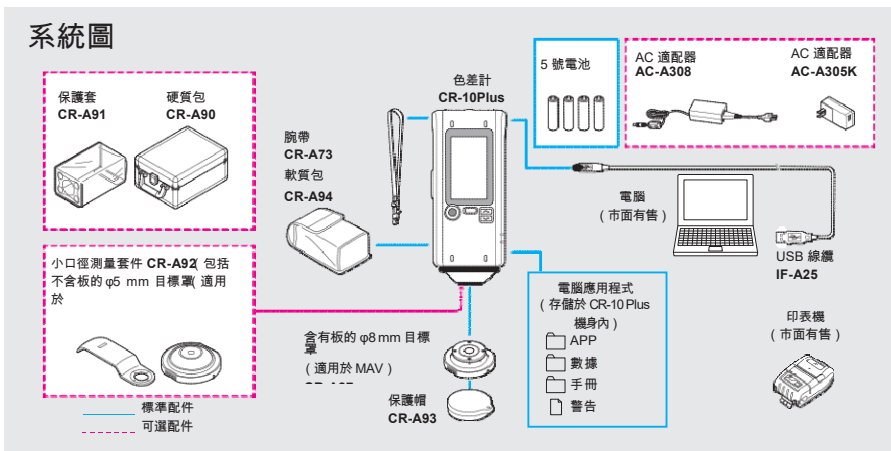 系統圖
保護套
CR-A91
硬質包
CR-A90
腕帶
CR-A73
軟質包
CR-A94
色差計
CR-10Plus
5 號電池
AC 適配器
AC-A308
AC 適配器
AC-A305K
電腦
（市面有售）
USB 線纜
IF-A25
小口徑測量套件 CR-A92（包括
不含板的 φ5 mm 目標罩（適用
於
含有板的 φ8 mm 目標
罩
（適用於 MAV）
保護帽
CR-A93
電腦應用程式
（存儲於 CR-10 Plus
機身內）
APP
數據
手冊
警告
印表機
（市面有售）
標準配件
可選配件